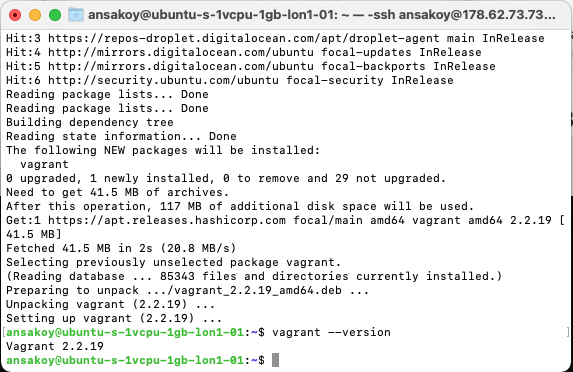 ansakoy@ubuntu-s-1vcpu-1gb-lon1-01: ~ — -ssh ansakoy@178.62.73.73...
Hit:3 https://repos-droplet.digitalocean.com/apt/droplet-agent main InRelease
Hit:4 http://mirrors.digitalocean.com/ubuntu focal-updates InRelease
Hit:5 http://mirrors.digitalocean.com/ubuntu focal-backports InRelease
Hit:6 http://security.ubuntu.com/ubuntu focal-security InRelease
Reading package lists... Done
Reading package lists... Done
Building dependency tree
Reading state information... Done
The following NEW packages will be installed:
  vagrant
0 upgraded, 1 newly installed, 0 to remove and 29 not upgraded.
Need to get 41.5 MB of archives.
After this operation, 117 MB of additional disk space will be used.
Get:1 https://apt.releases.hashicorp.com focal/main amd64 vagrant amd64 2.2.19 [
41.5 MB]
Fetched 41.5 MB in 2s (20.8 MB/s)
Selecting previously unselected package vagrant.
(Reading database ... 85343 files and directories currently installed.)
Preparing to unpack .../vagrant_2.2.19_amd64.deb ...
Unpacking vagrant (2.2.19) ...
Setting up vagrant (2.2.19) ...
[ansakoy@ubuntu-s-1vcpu-1gb-lon1-01:~$ vagrant --version ]
Vagrant 2.2.19
ansakoy@ubuntu-s-1vcpu-1gb-lon1-01:~$